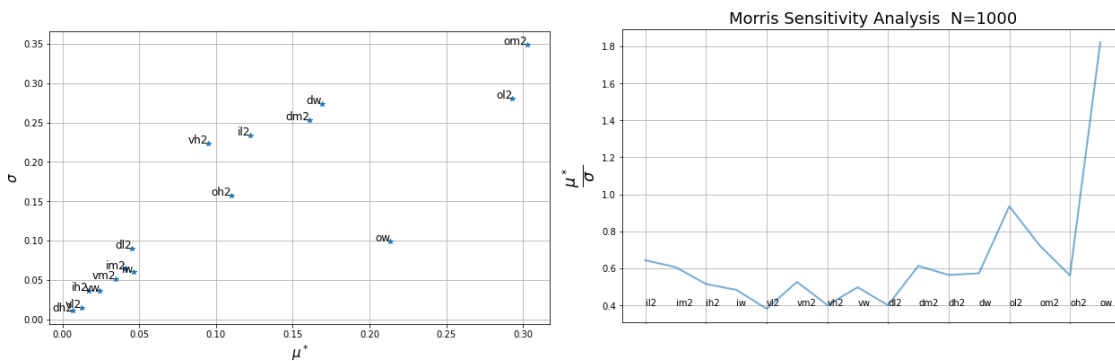 0.35
0.30
0.25
0.20
0.15
0.10
0.05
0.00
σ
om2
ol2
dw
dm2
il2
vh2
oh2
ow
dl2
im2
iw
vm2
ih2
vw
vl2
dh2
0.00 0.05 0.10 0.15 0.20 0.25 0.30
μ*
Morris Sensitivity Analysis N=1000
1.8
1.6
1.4
1.2
1.0
0.8
0.6
0.4
μ*
σ
il2 im2 ih2 iw vl2 vm2 vh2 vw dl2 dm2 dh2 dw ol2 om2 oh2 ow